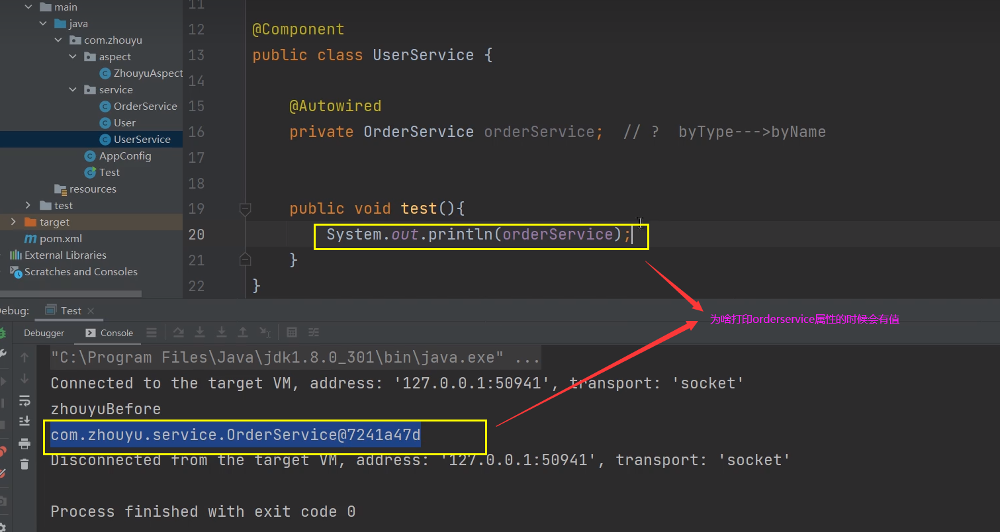 main
java
com.zhouyu
aspect
ZhouyuAspect
service
OrderService
User
UserService
AppConfig
Test
resources
test
target
pom.xml
External Libraries
Scratches and Consoles
11
12 @Component
13 public class UserService {
14
15 @Autowired
16 private OrderService orderService; // ? byType--->byName
17
18
19 public void test(){
20 System.out.println(orderService);
21 }
22 }
ebug: Test
Debugger Console
为啥打印orderservice属性的时候会有值
"C:\Program Files\Java\jdk1.8.0_301\bin\java.exe" ...
Connected to the target VM, address: '127.0.0.1:50941', transport: 'socket'
zhouyuBefore
com.zhouyu.service.OrderService@7241a47d
Disconnected from the target VM, address: '127.0.0.1:50941', transport: 'socket'
Process finished with exit code 0